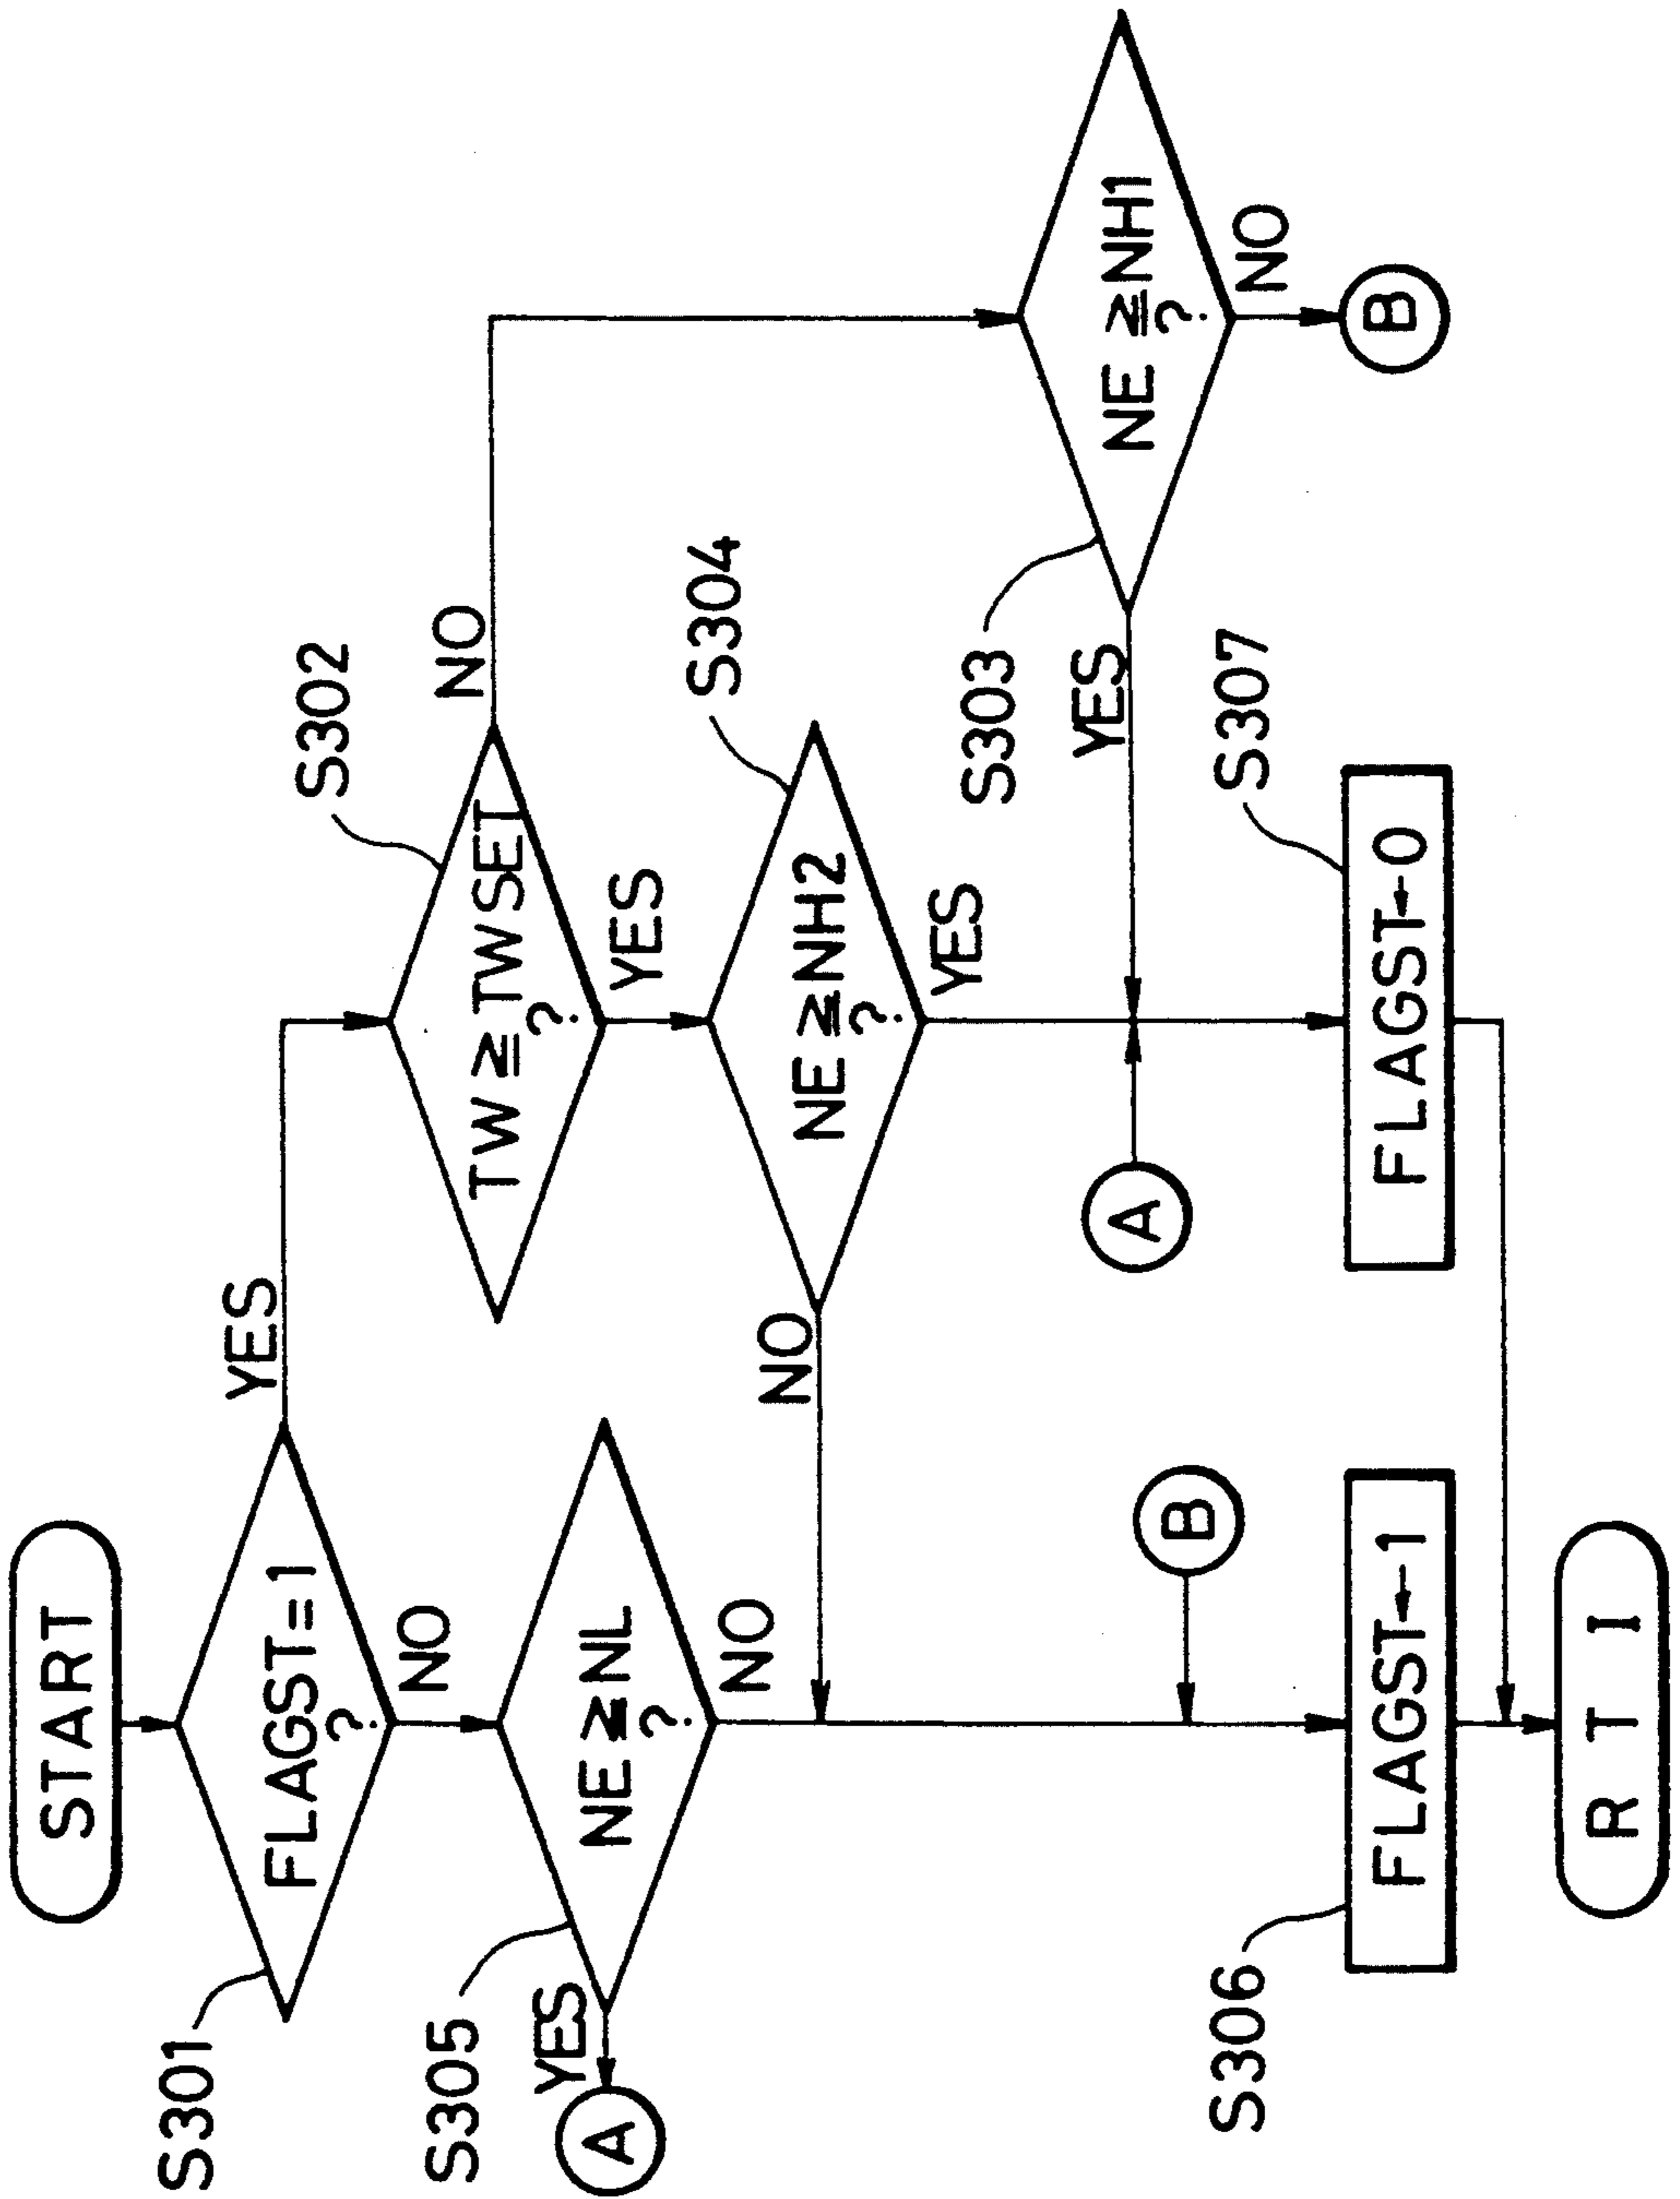 START
S301
FLAGST=1
?
YES
NO
S302
TW≧TWSET
?
NO
YES
S305
NE≧NL
?
YES
NO
A
S304
NE≧NH2
?
NO
YES
S303
NE≧NH1
?
YES
NO
A
B
B
S306
FLAGST←1
S307
FLAGST←0
RTI